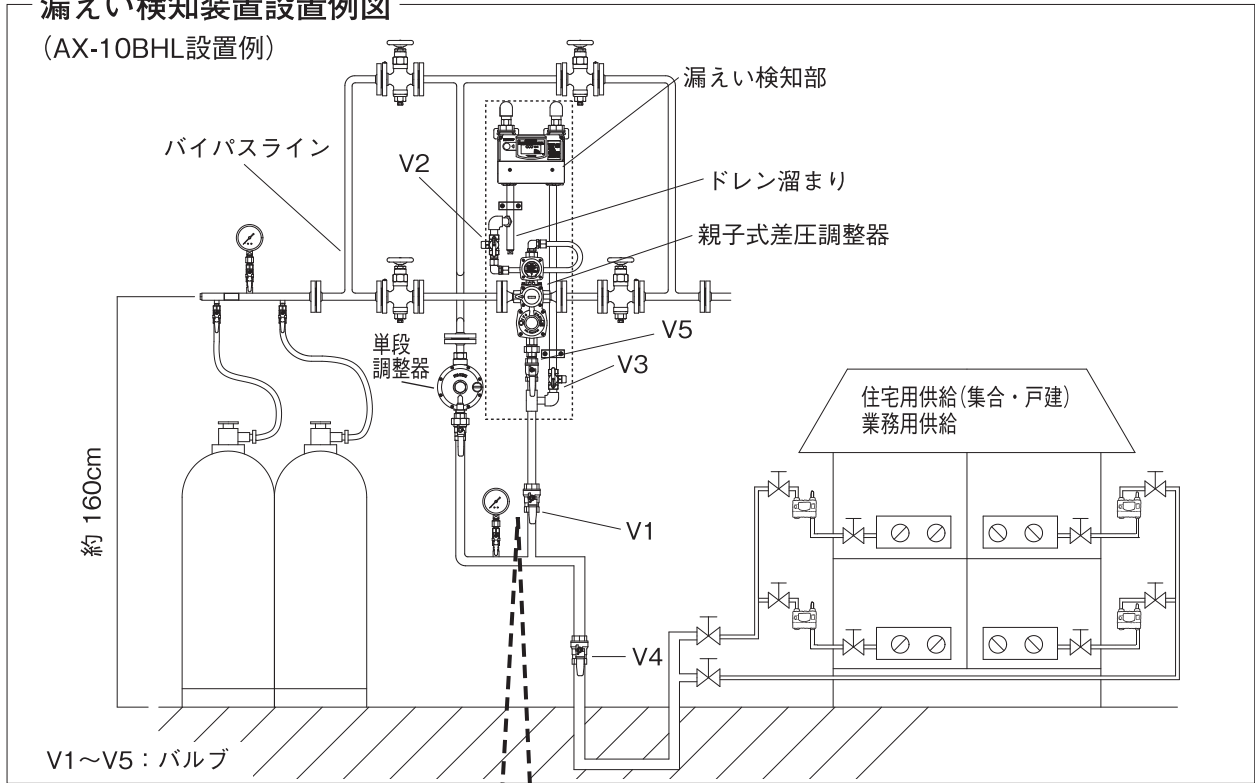 漏えい検知装置設置例図
(AX-10BHL設置例)
漏えい検知部
バイパスライン
V2
ドレン溜まり
親子式差圧調整器
V5
単段
調整器
V3
住宅用供給(集合・戸建)
業務用供給
約 160cm
V1
V4
V1〜V5：バルブ